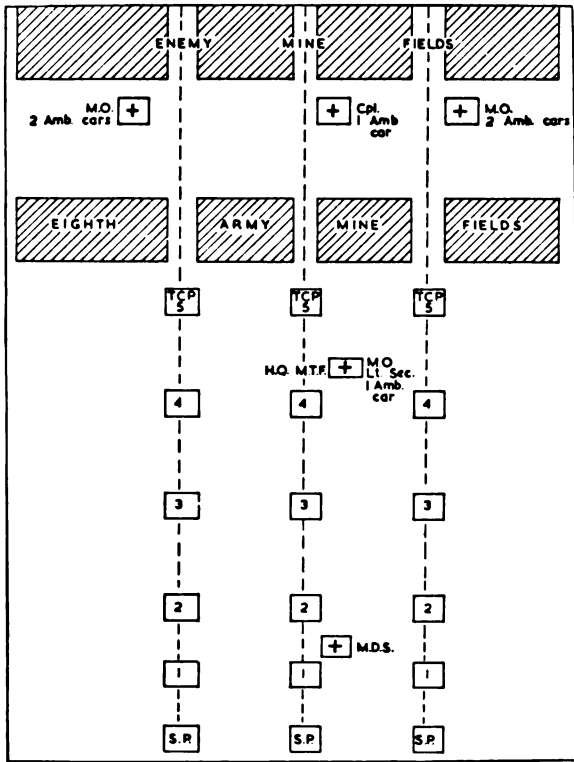 ENEMY MINE FIELDS
M.O.
2 Amb. cars
Cpl.
1 Amb
car
M.O.
2 Amb. cars
EIGHTH ARMY MINE FIELDS
TCP TCP TCP
5 5 5
H.Q. M.T.F.
M.O
Lt. Sec.
1 Amb.
car
4 4 4
3 3 3
2 2 2
M.D.S.
1 1 1
S.P. S.P. S.P.